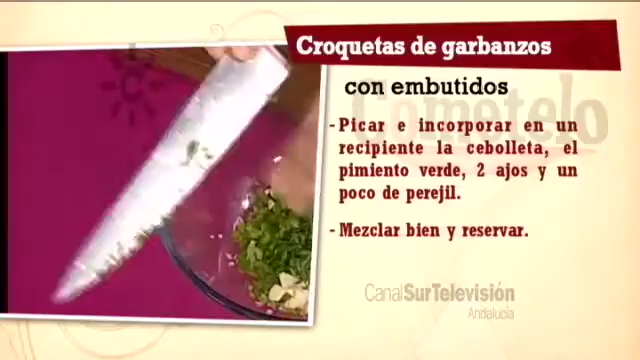 Croquetas de garbanzos
con embutidos
Cómetelo
- Picar e incorporar en un
recipiente la cebolleta, el
pimiento verde, 2 ajos y un
poco de perejil.
- Mezclar bien y reservar.
CanalSurTelevisión
Andalucía